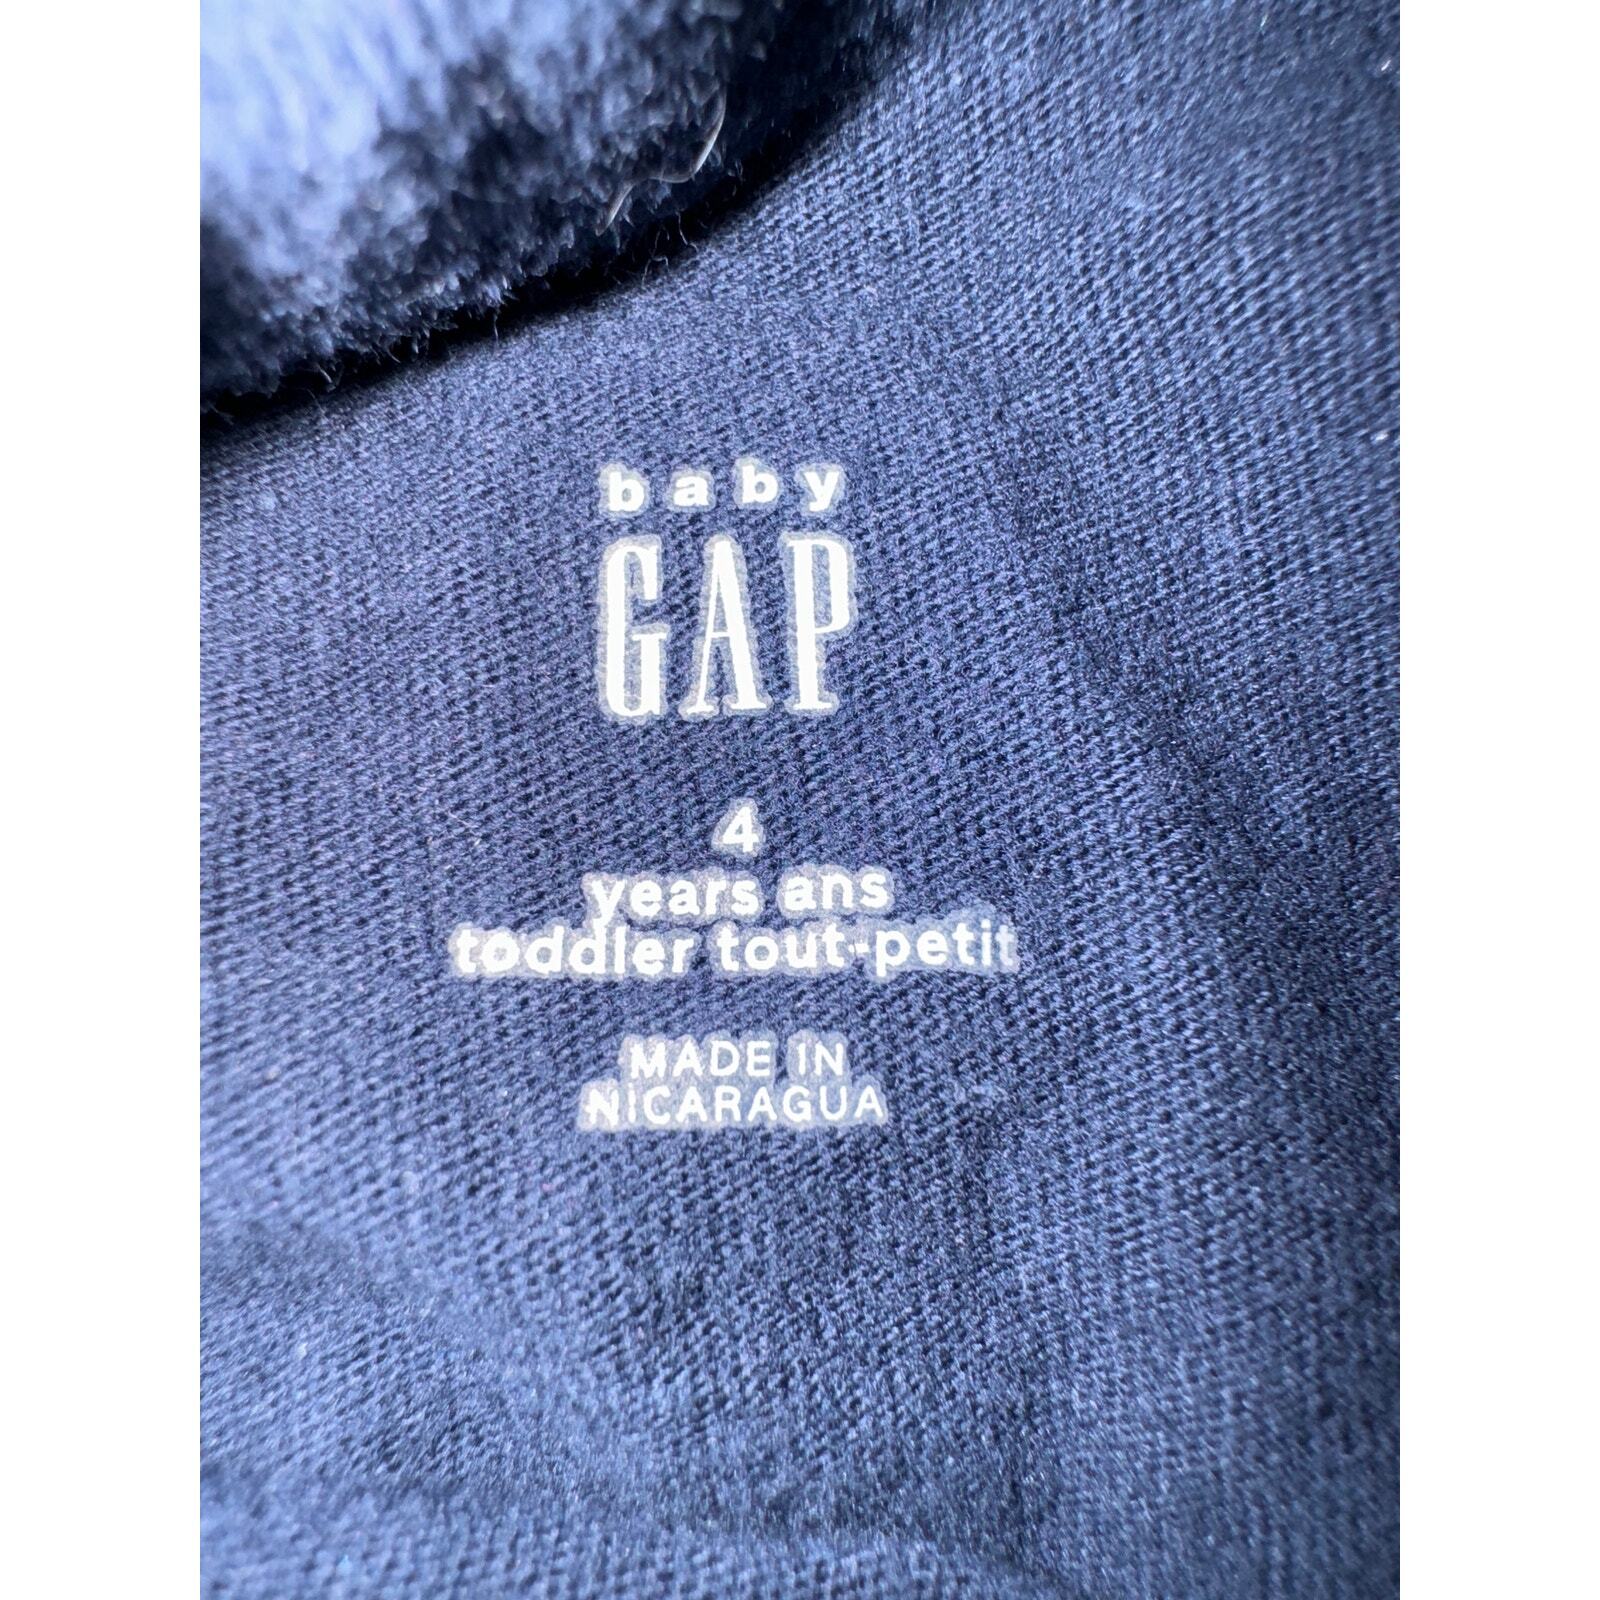 baby
GAP
4
years ans
toddler tout-petit
MADE IN
NICARAGUA